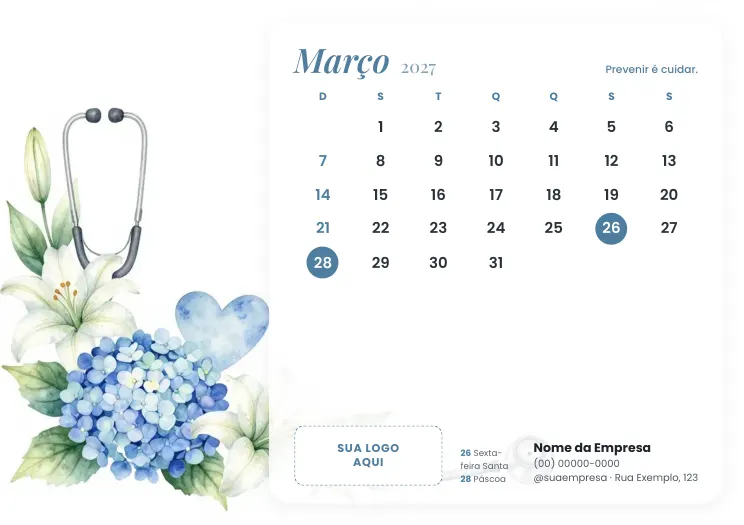 Março 2027
Prevenir é cuidar.
D S T Q Q S S
1 2 3 4 5 6
7 8 9 10 11 12 13
14 15 16 17 18 19 20
21 22 23 24 25 26 27
28 29 30 31
SUA LOGO
AQUI
26 Sexta-
feira Santa
28 Páscoa
Nome da Empresa
(00) 00000-0000
@suaempresa · Rua Exemplo, 123